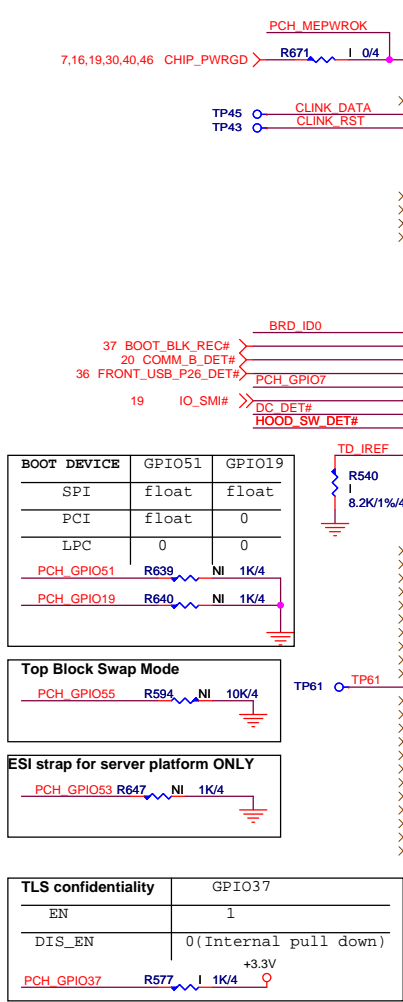 PCH_MEPWROK
7,16,19,30,40,46 CHIP_PWRGD R671 I 0/4
TP45 CLINK_DATA
TP43 CLINK_RST
BRD_ID0
37 BOOT_BLK_REC#
20 COMM_B_DET#
36 FRONT_USB_P26_DET#
PCH_GPIO7
19 IO_SMI#
DC_DET#
HOOD_SW_DET#
TD_IREF
R540
I
8.2K/1%/4
BOOT DEVICE GPIO51 GPIO19
SPI float float
PCI float 0
LPC 0 0
PCH_GPIO51 R639 NI 1K/4
PCH_GPIO19 R640 NI 1K/4
Top Block Swap Mode
PCH_GPIO55 R594 NI 10K/4
TP61 TP61
ESI strap for server platform ONLY
PCH_GPIO53 R647 NI 1K/4
TLS confidentiality GPIO37
EN 1
DIS_EN 0(Internal pull down)
+3.3V
PCH_GPIO37 R577 I 1K/4